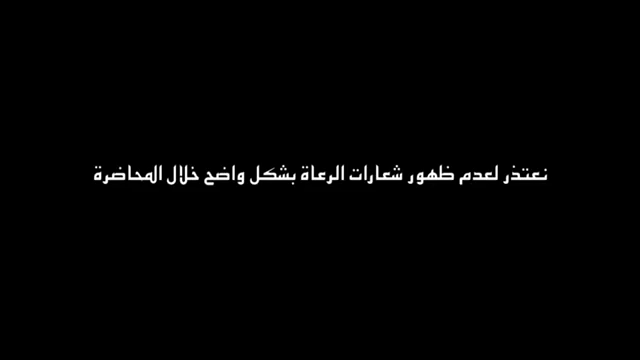 نعتذر لعدم ظهور شعارات الرعاة بشكل واضح خلال المحاضرة